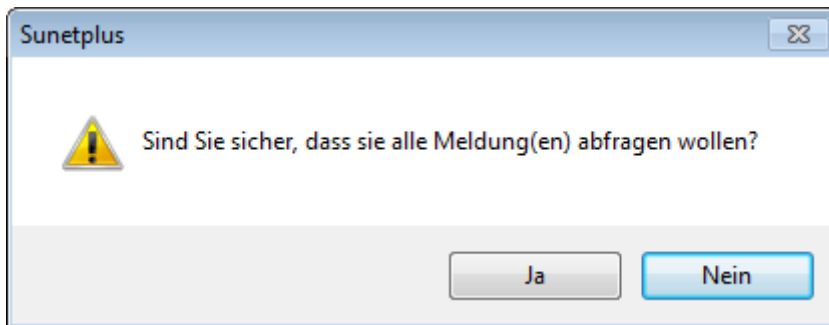 Sunetplus
Sind Sie sicher, dass sie alle Meldung(en) abfragen wollen?
Ja
Nein